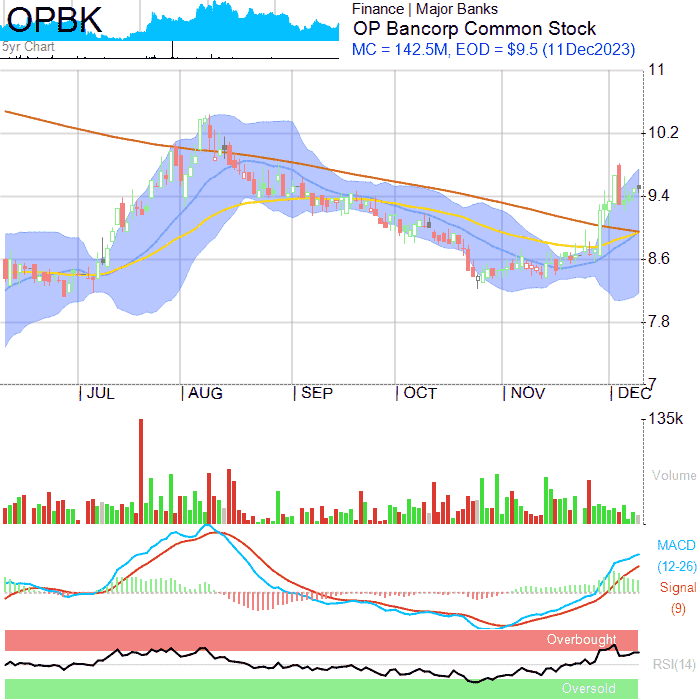 OPBK
5yr Chart
Finance | Major Banks
OP Bancorp Common Stock
MC = 142.5M, EOD = $9.5 (11Dec2023)
11
10.2
9.4
8.6
7.8
7
JUL
AUG
SEP
OCT
NOV
DEC
135k
Volume
MACD
(12-26)
Signal
(9)
Overbought
RSI(14)
Oversold